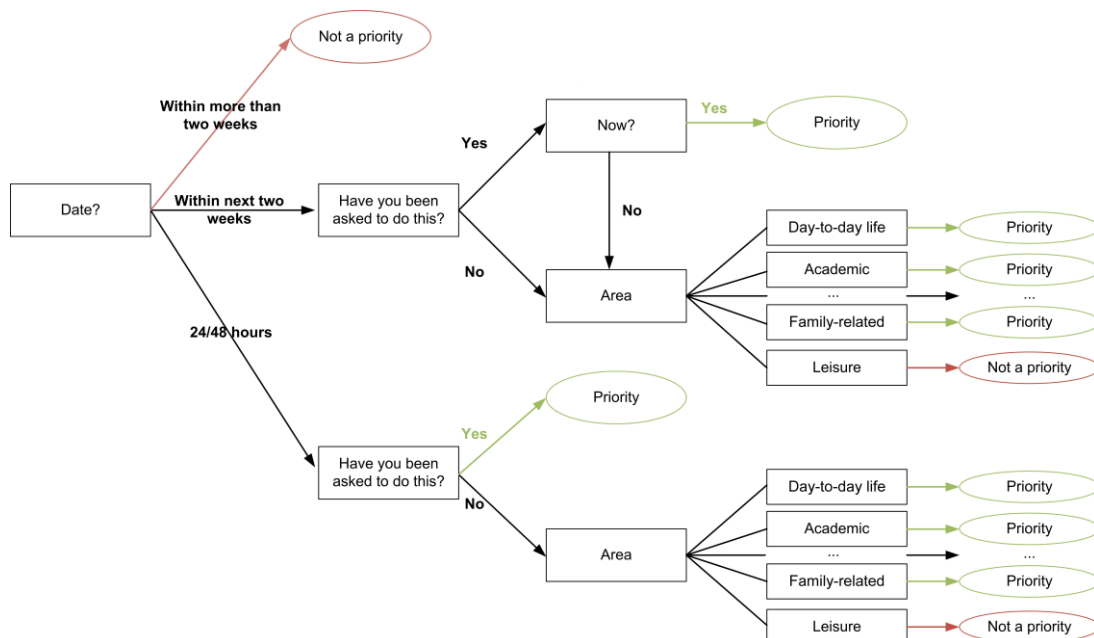 Not a priority
Within more than
two weeks
Now?
Yes
Priority
Yes
Date?
Within next two
weeks
Have you been
asked to do this?
No
No
Area
Day-to-day life
Priority
Academic
Priority
...
...
Family-related
Priority
Leisure
Not a priority
24/48 hours
Priority
Yes
Have you been
asked to do this?
No
Area
Day-to-day life
Priority
Academic
Priority
...
...
Family-related
Priority
Leisure
Not a priority